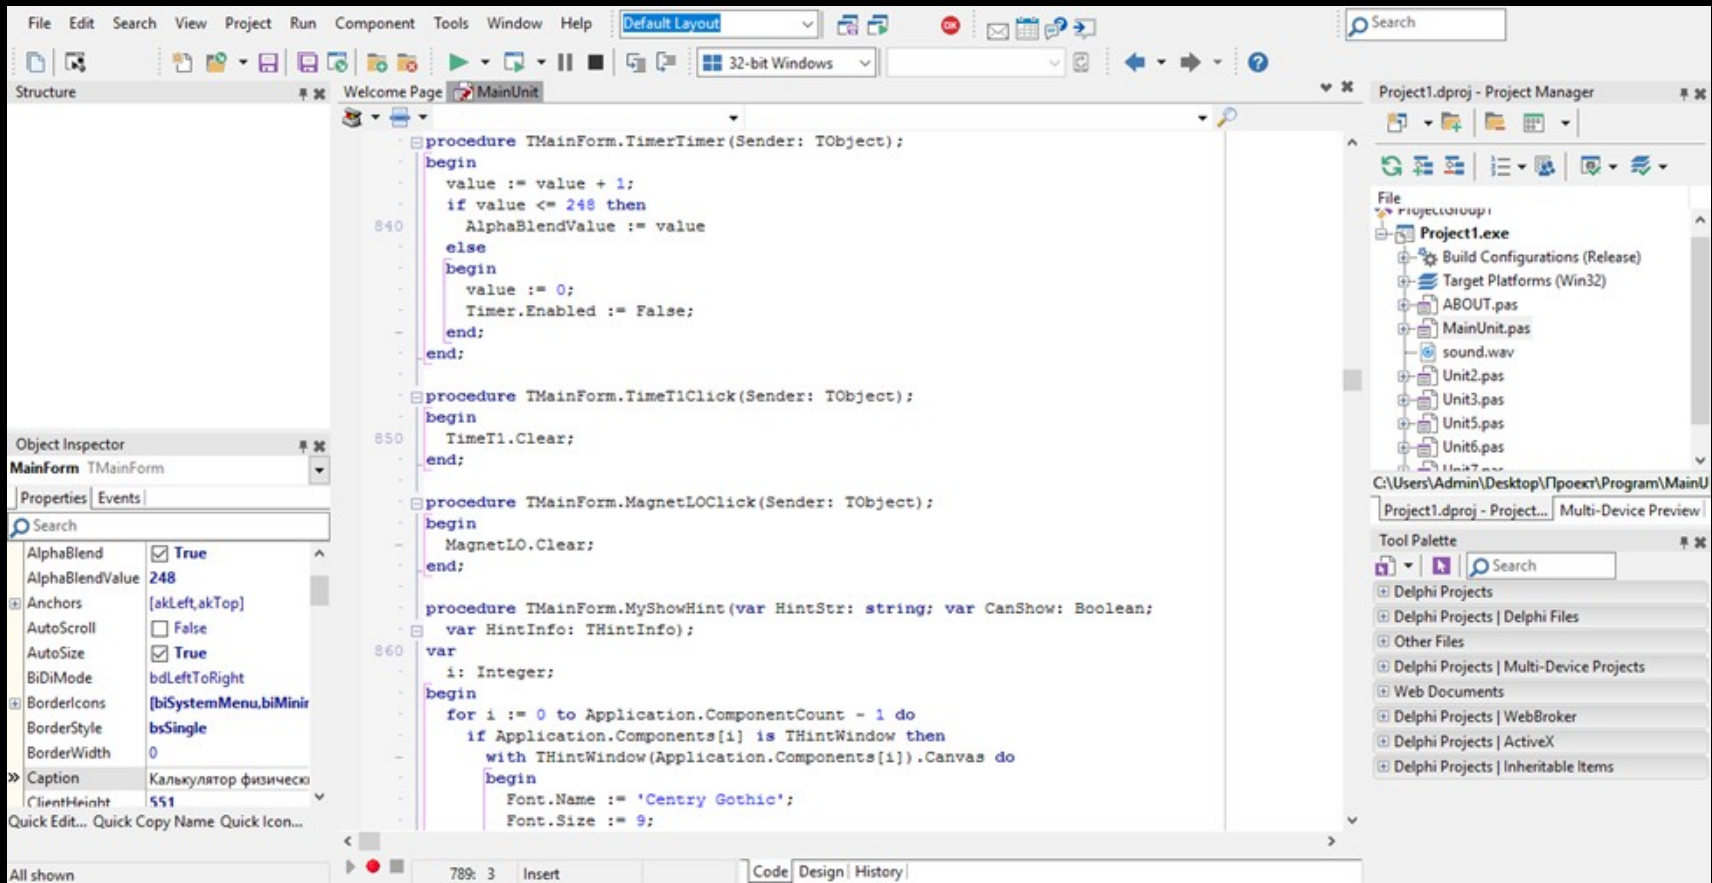 File Edit Search View Project Run Component Tools Window Help Default Layout Search
32-bit Windows
Structure
Welcome Page MainUnit
procedure TMainForm.TimerTimer(Sender: TObject);
begin
value := value + 1;
if value <= 248 then
840 AlphaBlendValue := value
else
begin
value := 0;
Timer.Enabled := False;
end;
end;
procedure TMainForm.TimeT1Click(Sender: TObject);
begin
850 TimeT1.Clear;
end;
procedure TMainForm.MagnetLOClick(Sender: TObject);
begin
MagnetLO.Clear;
end;
procedure TMainForm.MyShowHint(var HintStr: string; var CanShow: Boolean;
var HintInfo: THintInfo);
860 var
i: Integer;
begin
for i := 0 to Application.ComponentCount - 1 do
if Application.Components[i] is THintWindow then
with THintWindow(Application.Components[i]).Canvas do
begin
Font.Name := 'Centry Gothic';
Font.Size := 9;
789: 3 Insert
Code Design History
Object Inspector
MainForm TMainForm
Properties Events
Search
AlphaBlend True
AlphaBlendValue 248
Anchors [akLeft,akTop]
AutoScroll False
AutoSize True
BiDiMode bdLeftToRight
BorderIcons [biSystemMenu,biMinir
BorderStyle bsSingle
BorderWidth 0
Caption Калькулятор физическ
ClientHeight 551
Quick Edit... Quick Copy Name Quick Icon...
All shown
Project1.dproj - Project Manager
File
ProjectGroup1
Project1.exe
Build Configurations (Release)
Target Platforms (Win32)
ABOUT.pas
MainUnit.pas
sound.wav
Unit2.pas
Unit3.pas
Unit5.pas
Unit6.pas
Unit7.pas
C:\Users\Admin\Desktop\Проект\Program\MainU
Project1.dproj - Project... Multi-Device Preview
Tool Palette
Search
Delphi Projects
Delphi Projects | Delphi Files
Other Files
Delphi Projects | Multi-Device Projects
Web Documents
Delphi Projects | WebBroker
Delphi Projects | ActiveX
Delphi Projects | Inheritable Items